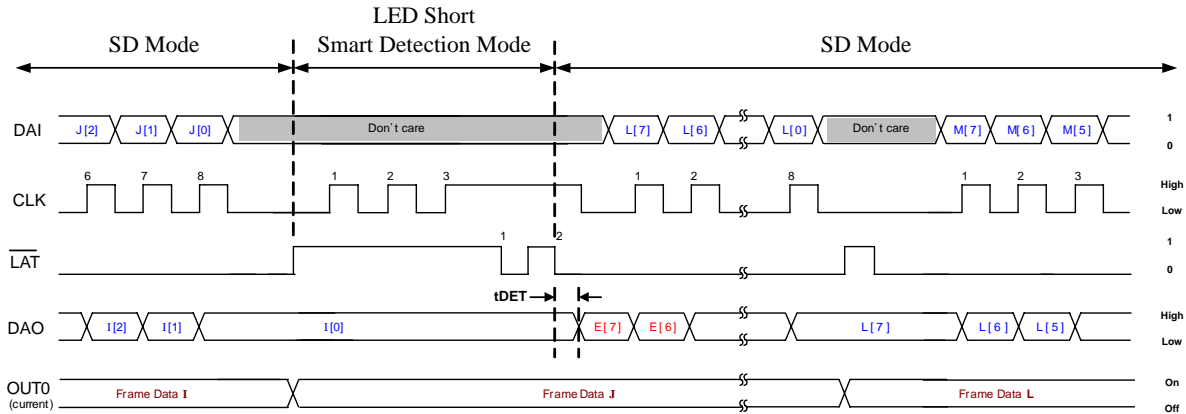 LED Short
SD Mode Smart Detection Mode SD Mode
DAI J[2] J[1] J[0] Don't care L[7] L[6] L[0] Don't care M[7] M[6] M[5] 1
0
6 7 8 1 2 3 1 2 8 1 2 3
CLK High
Low
LAT 1 2 1
0
tDET
DAO I[2] I[1] I[0] E[7] E[6] L[7] L[6] L[5] High
Low
OUT0 Frame Data I Frame Data J Frame Data L On
(current) Off